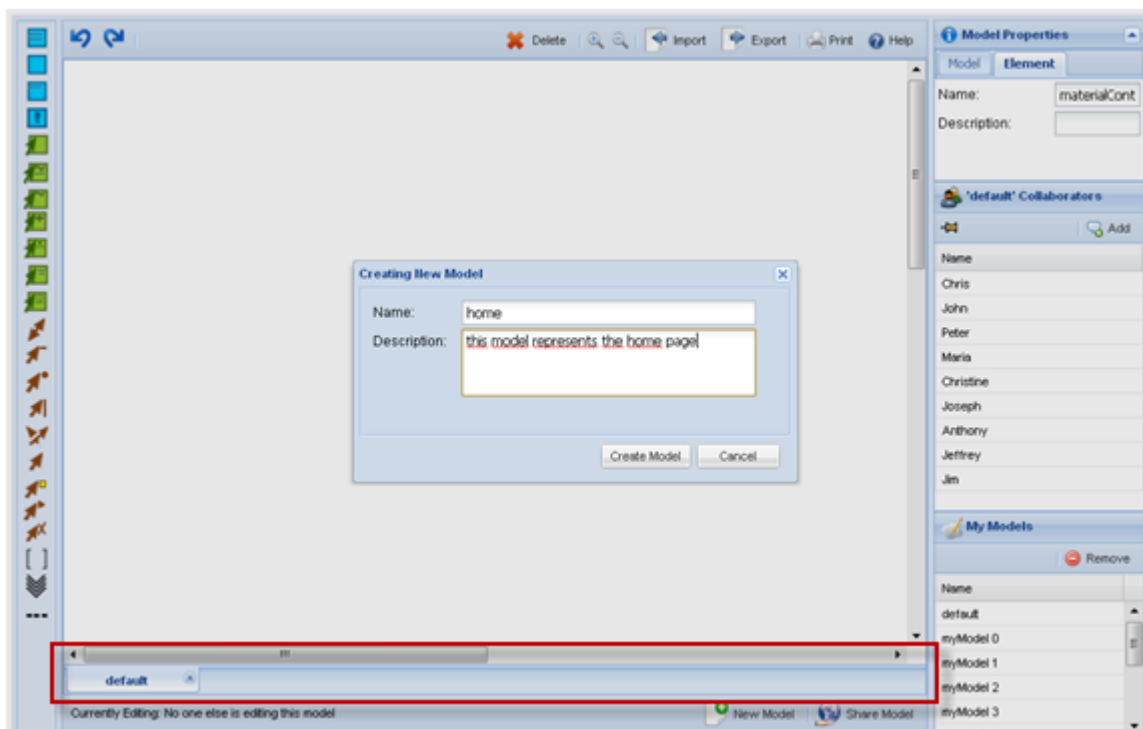 Delete Import Export Print Help
Model Properties
Model Element
Name: materialCont
Description:
'default' Collaborators
Add
Name
Chris
John
Peter
Maria
Christine
Joseph
Anthony
Jeffrey
Jim
My Models
Remove
Name
default
myModel 0
myModel 1
myModel 2
myModel 3
Creating New Model
Name: home
Description: this model represents the home page
Create Model Cancel
default
Currently Editing: No one else is editing this model
New Model Share Model